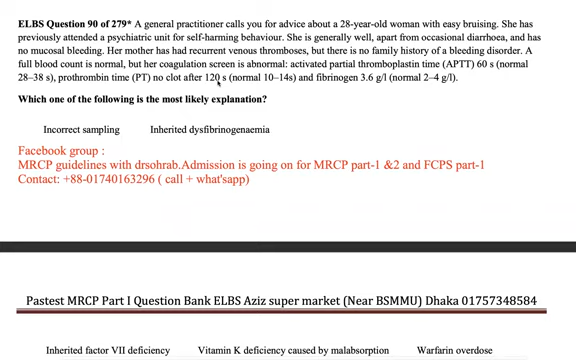 ELBS Question 90 of 279* A general practitioner calls you for advice about a 28-year-old woman with easy bruising. She has
previously attended a psychiatric unit for self-harming behaviour. She is generally well, apart from occasional diarrhoea, and has
no mucosal bleeding. Her mother has had recurrent venous thromboses, but there is no family history of a bleeding disorder. A
full blood count is normal, but her coagulation screen is abnormal: activated partial thromboplastin time (APTT) 60 s (normal
28–38 s), prothrombin time (PT) no clot after 120 s (normal 10–14s) and fibrinogen 3.6 g/l (normal 2–4 g/l).
Which one of the following is the most likely explanation?
Incorrect sampling Inherited dysfibrinogenaemia
Facebook group :
MRCP guidelines with drsohrab.Admission is going on for MRCP part-1 &2 and FCPS part-1
Contact: +88-01740163296 ( call + what'sapp)
Pastest MRCP Part I Question Bank ELBS Aziz super market (Near BSMMU) Dhaka 01757348584
Inherited factor VII deficiency Vitamin K deficiency caused by malabsorption Warfarin overdose